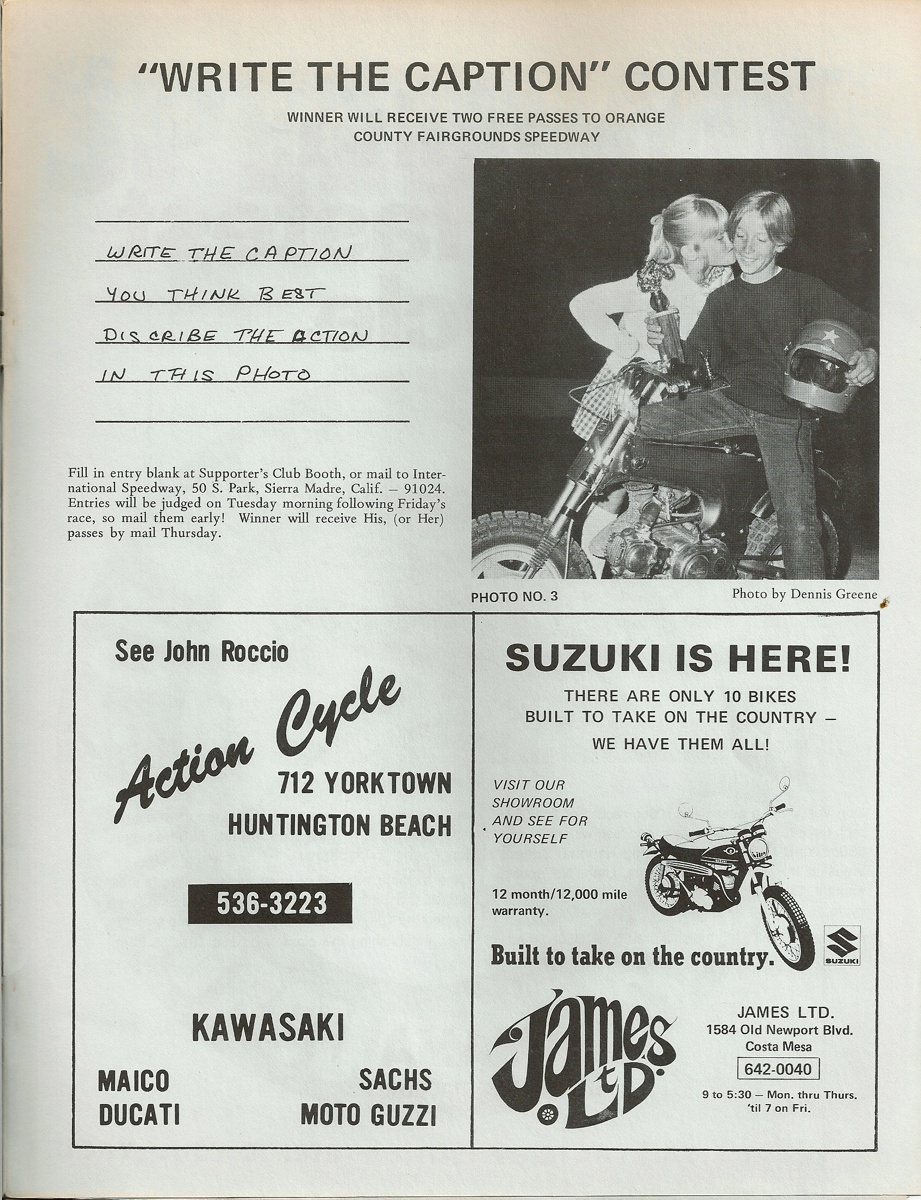 "WRITE THE CAPTION" CONTEST
WINNER WILL RECEIVE TWO FREE PASSES TO ORANGE
COUNTY FAIRGROUNDS SPEEDWAY
WRITE THE CAPTION
YOU THINK BEST
DISCRIBE THE ACTION
IN THIS PHOTO
Fill in entry blank at Supporter's Club Booth, or mail to Inter-
national Speedway, 50 S. Park, Sierra Madre, Calif. — 91024.
Entries will be judged on Tuesday morning following Friday's
race, so mail them early! Winner will receive His, (or Her)
passes by mail Thursday.
PHOTO NO. 3
Photo by Dennis Greene
See John Roccio
Action Cycle
712 YORKTOWN
HUNTINGTON BEACH
536-3223
KAWASAKI
MAICO
SACHS
DUCATI
MOTO GUZZI
SUZUKI IS HERE!
THERE ARE ONLY 10 BIKES
BUILT TO TAKE ON THE COUNTRY —
WE HAVE THEM ALL!
VISIT OUR
SHOWROOM
AND SEE FOR
YOURSELF
12 month/12,000 mile
warranty.
Built to take on the country.
SUZUKI
James
LTD.
JAMES LTD.
1584 Old Newport Blvd.
Costa Mesa
642-0040
9 to 5:30 — Mon. thru Thurs.
'til 7 on Fri.